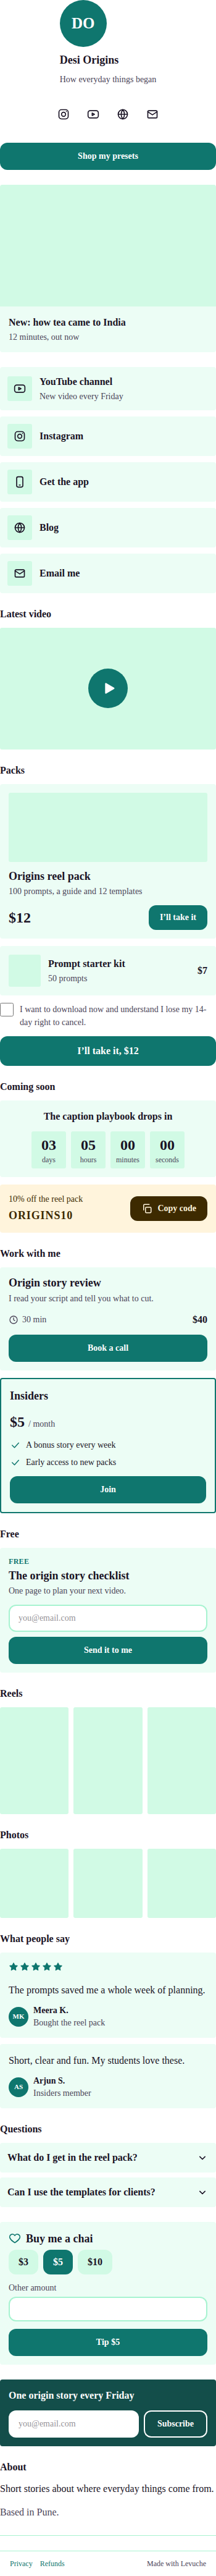 DO
Desi Origins
How everyday things began
Shop my presets
New: how tea came to India
12 minutes, out now
YouTube channel
New video every Friday
Instagram
Get the app
Blog
Email me
Latest video
Packs
Origins reel pack
100 prompts, a guide and 12 templates
$12
I'll take it
Prompt starter kit
50 prompts
$7
I want to download now and understand I lose my 14-
day right to cancel.
I'll take it, $12
Coming soon
The caption playbook drops in
03 05 00 00
days hours minutes seconds
10% off the reel pack
ORIGINS10
Copy code
Work with me
Origin story review
I read your script and tell you what to cut.
30 min
$40
Book a call
Insiders
$5 / month
A bonus story every week
Early access to new packs
Join
Free
FREE
The origin story checklist
One page to plan your next video.
you@email.com
Send it to me
Reels
Photos
What people say
The prompts saved me a whole week of planning.
MK
Meera K.
Bought the reel pack
Short, clear and fun. My students love these.
AS
Arjun S.
Insiders member
Questions
What do I get in the reel pack?
Can I use the templates for clients?
Buy me a chai
$3 $5 $10
Other amount
Tip $5
One origin story every Friday
you@email.com
Subscribe
About
Short stories about where everyday things come from.
Based in Pune.
Privacy Refunds
Made with Levuche